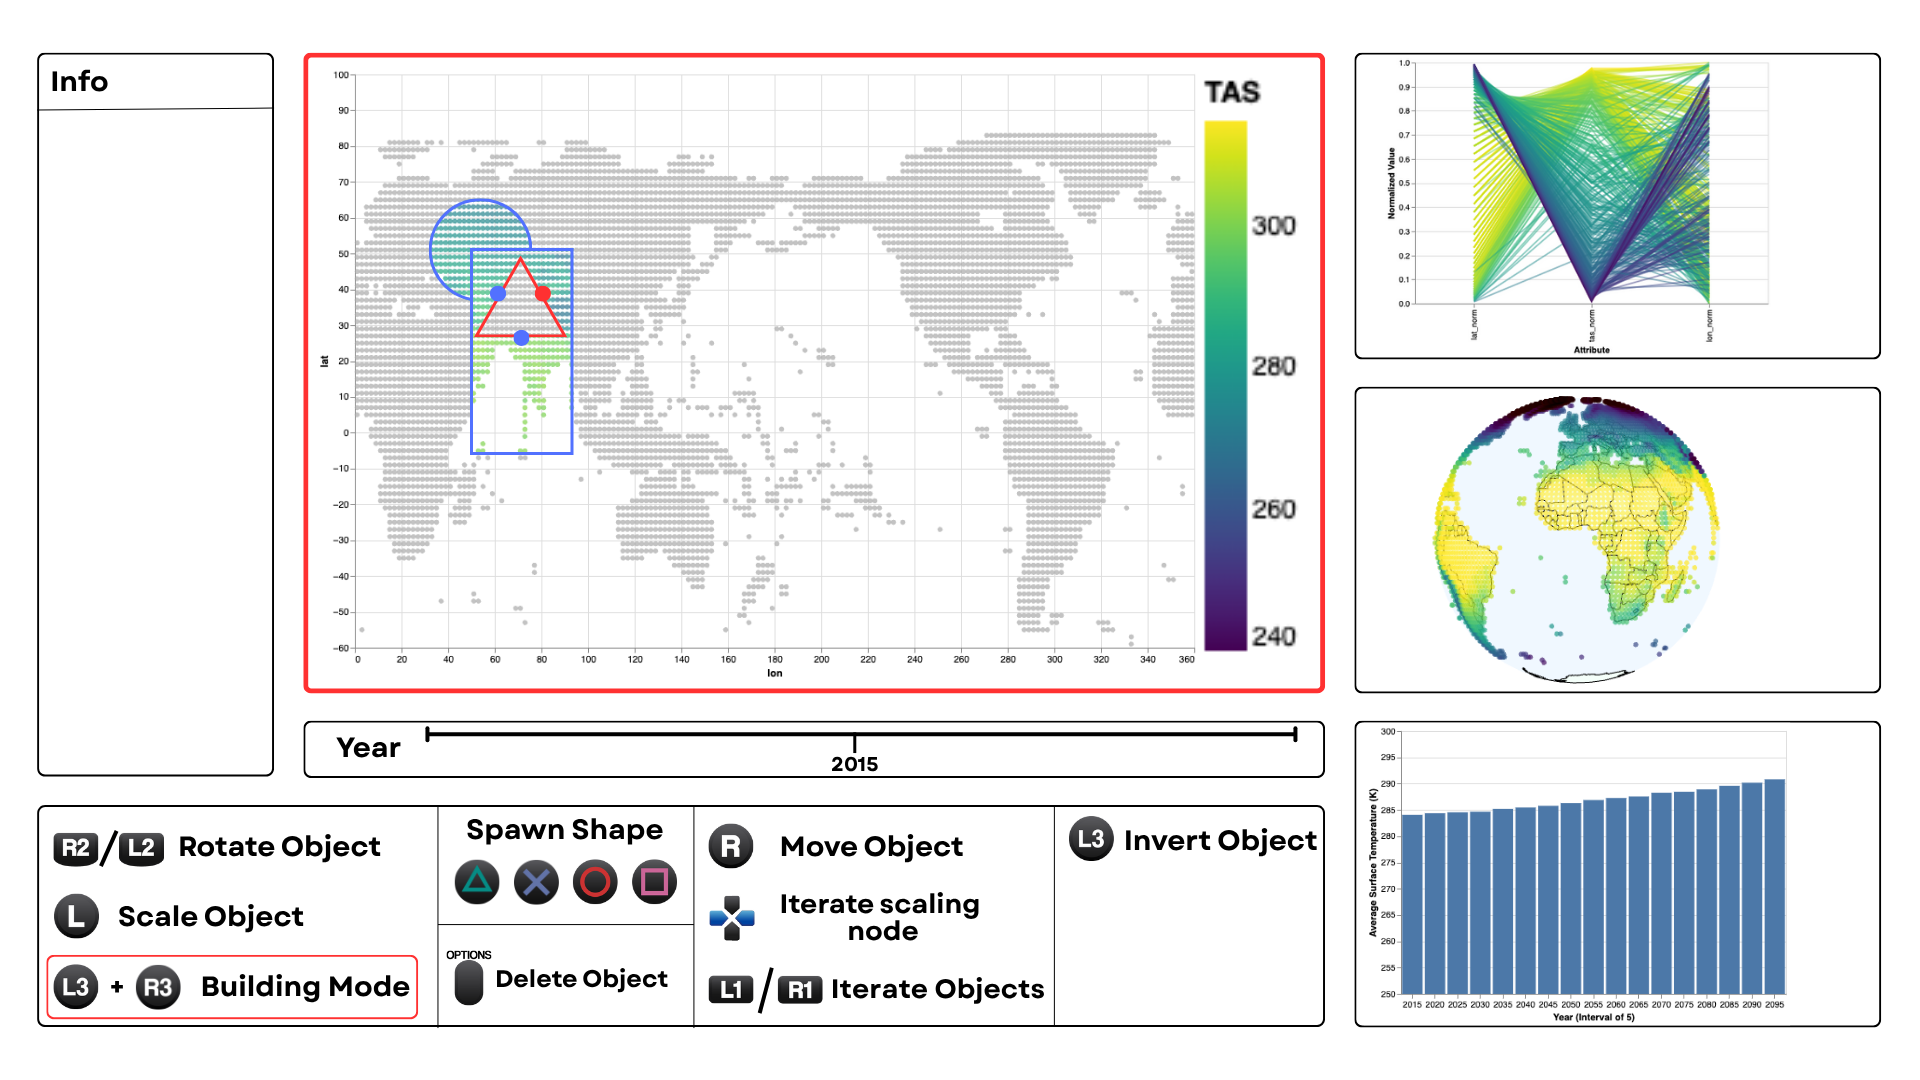 Info
TAS
100
90
80
70
60
50
40
30
20
10
0
−10
−20
−30
−40
−50
−60
lat
0 20 40 60 80 100 120 140 160 180 200 220 240 260 280 300 320 340 360
lon
300
280
260
240
1.0
0.9
0.8
0.7
0.6
0.5
0.4
0.3
0.2
0.1
0.0
Normalized Value
lat_norm
tas_norm
lon_norm
Attribute
Year
2015
300
295
290
285
280
275
270
265
260
255
250
Average Surface Temperature (K)
2015 2020 2025 2030 2035 2040 2045 2050 2055 2060 2065 2070 2075 2080 2085 2090 2095
Year (Interval of 5)
R2 / L2 Rotate Object
L Scale Object
L3 + R3 Building Mode
Spawn Shape
OPTIONS
Delete Object
R Move Object
Iterate scaling
node
L1 / R1 Iterate Objects
L3 Invert Object